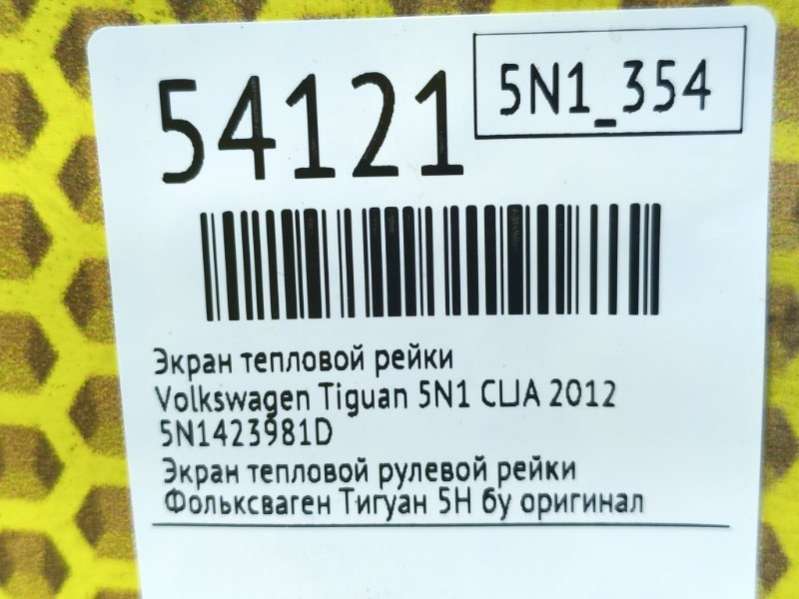 54121
5N1_354
Экран тепловой рейки
Volkswagen Tiguan 5N1 CLJA 2012
5N1423981D
Экран тепловой рулевой рейки
Фольксваген Тигуан 5Н бу оригинал